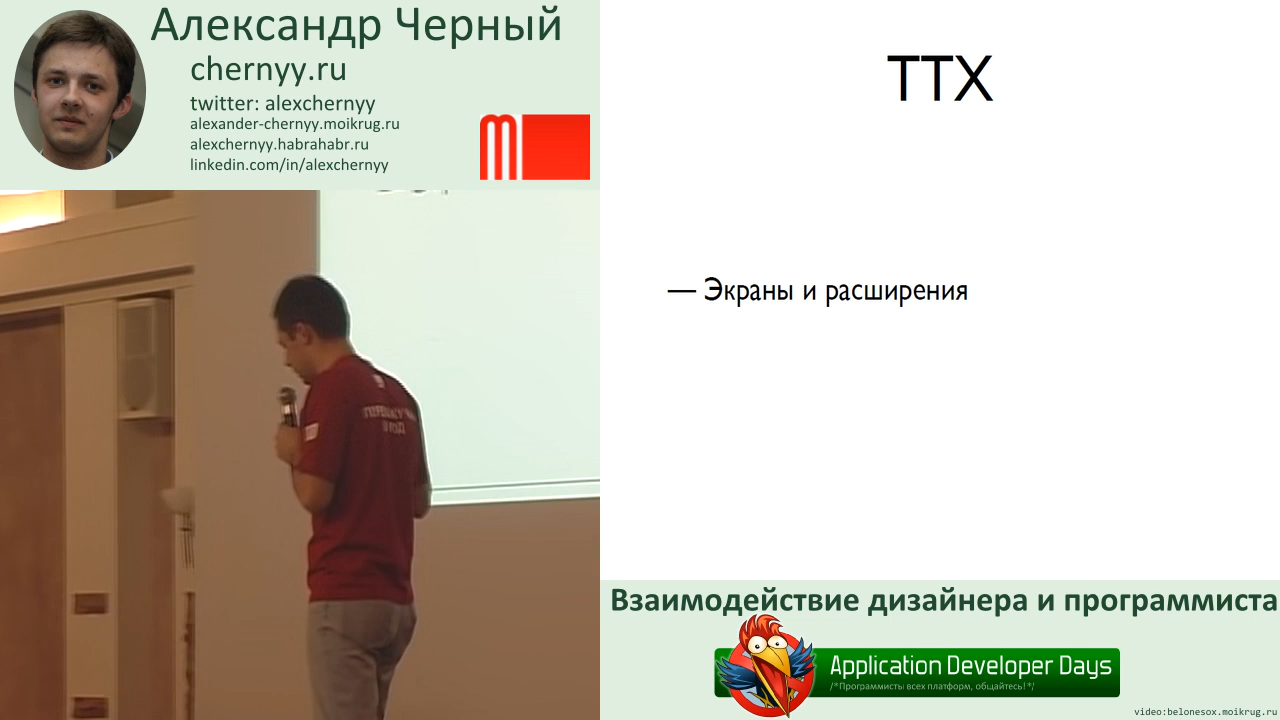 Александр Черный
chernyy.ru
twitter: alexchernyy
alexander-chernyy.moikrug.ru
alexchernyy.habrahabr.ru
linkedin.com/in/alexchernyy
ТТХ
— Экраны и расширения
Взаимодействие дизайнера и программиста
Application Developer Days
/*Программисты всех платформ, общайтесь!*/
video:belonesox.moikrug.ru